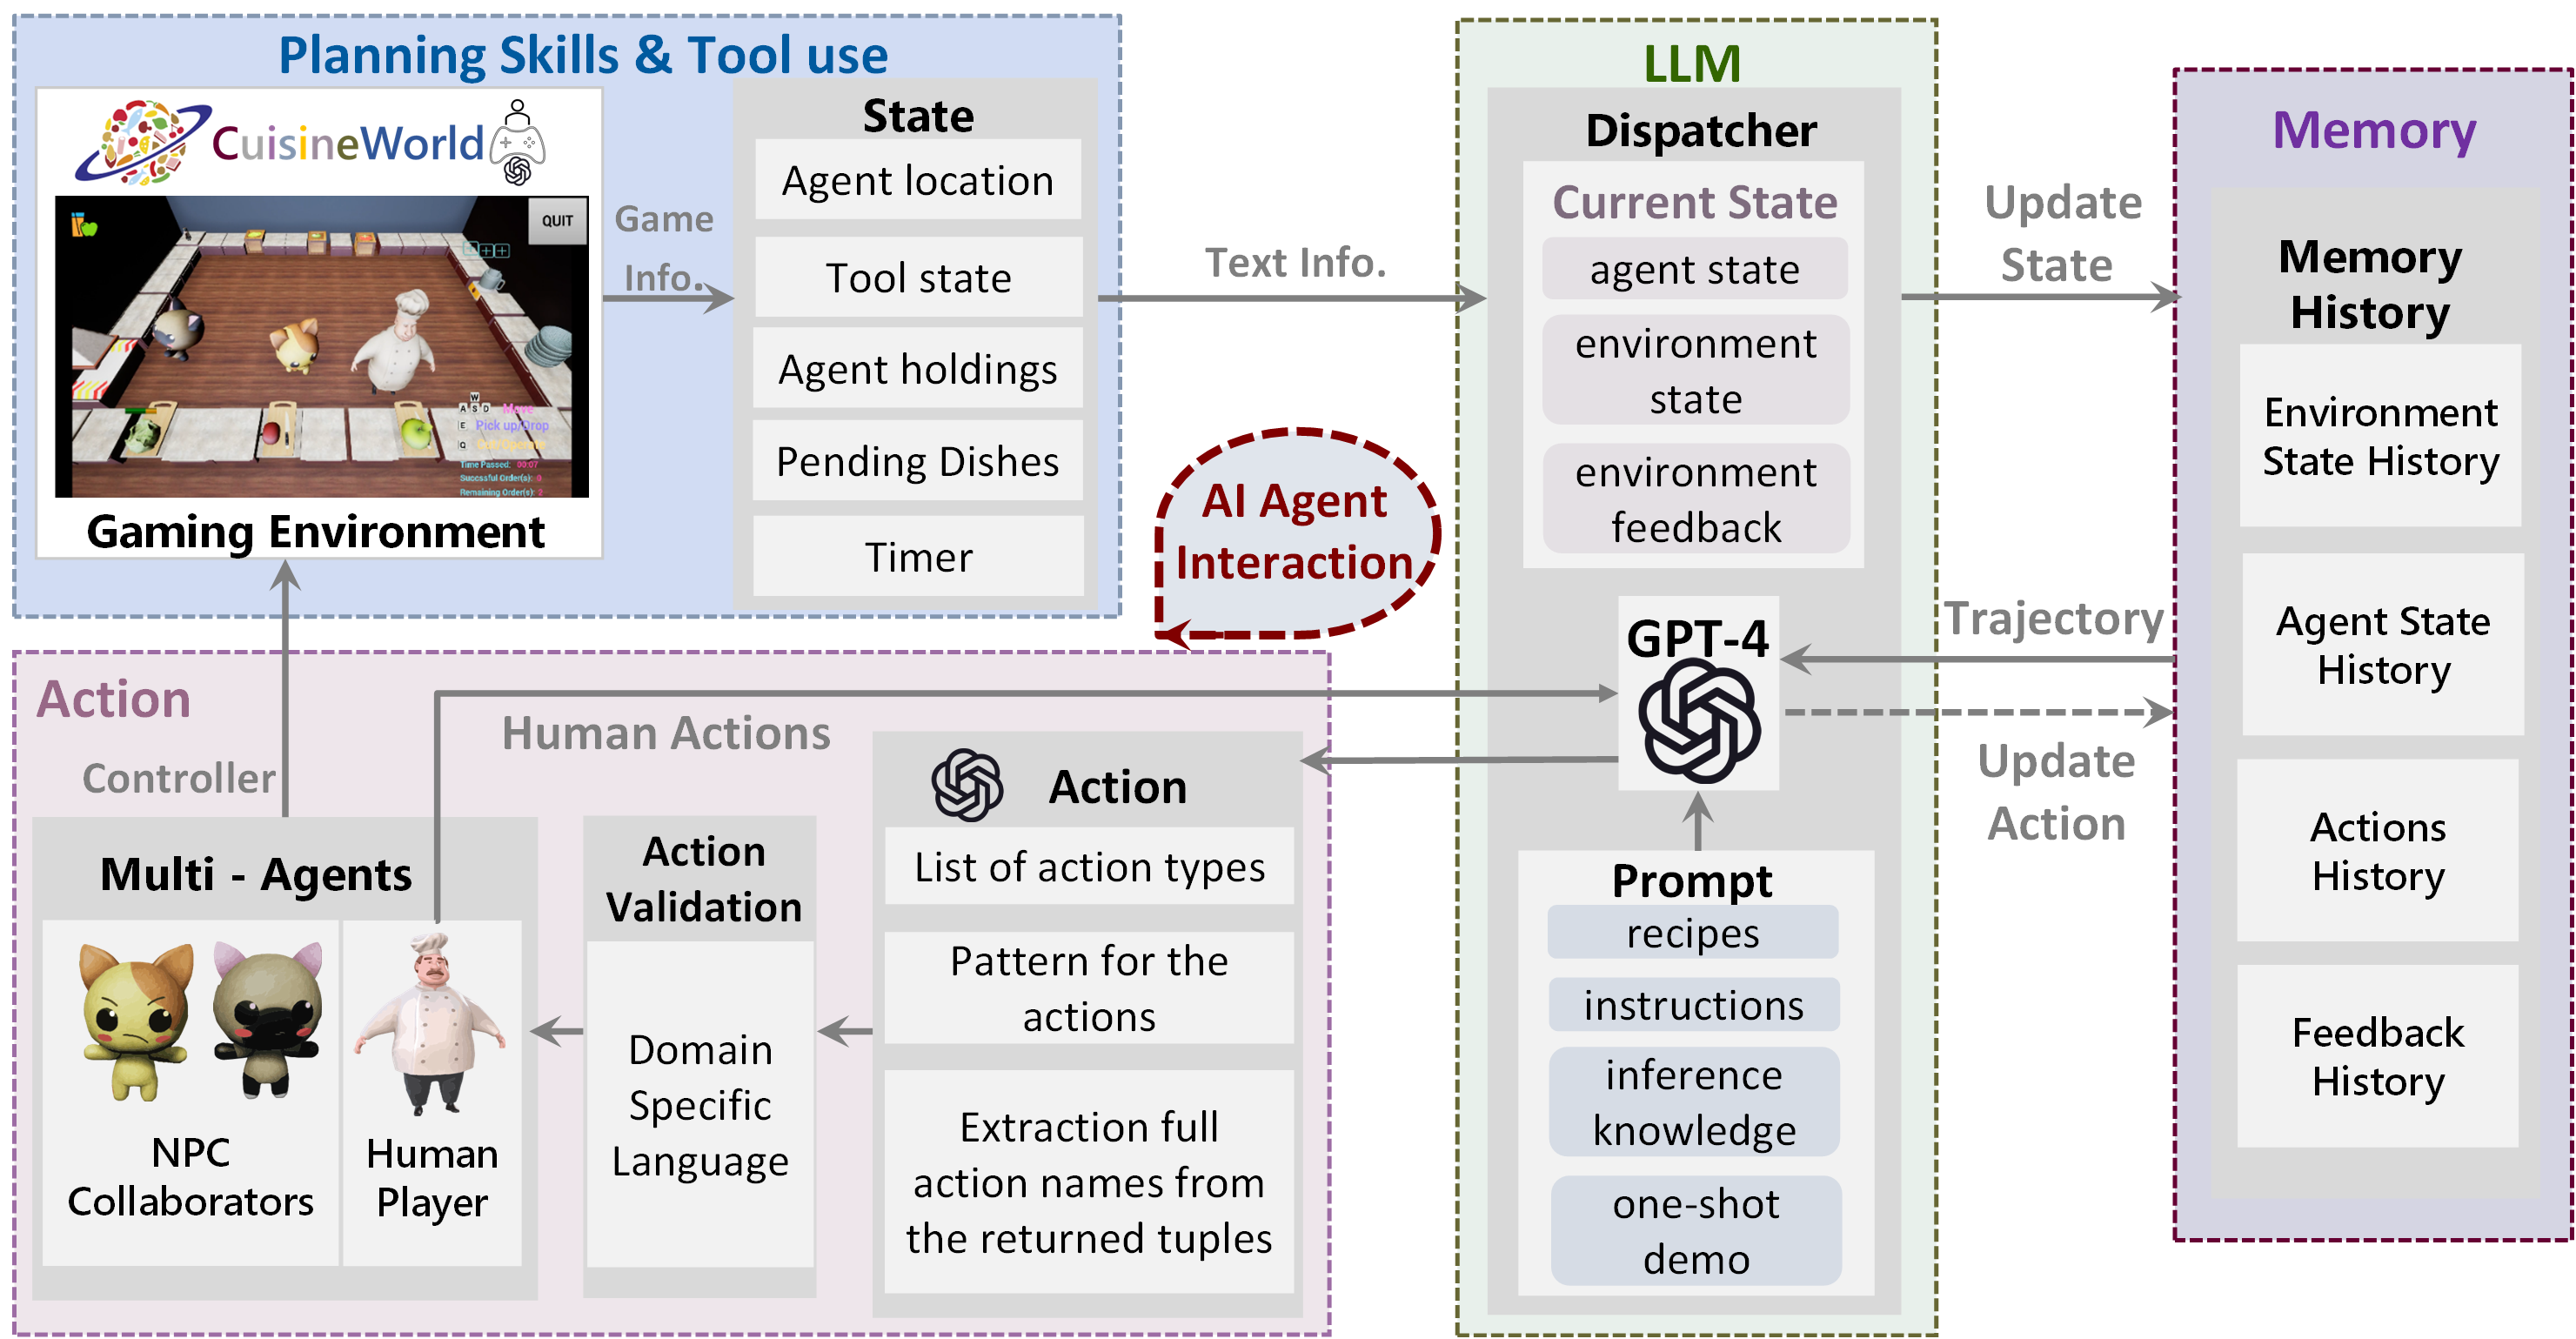 Planning Skills & Tool use
CuisineWorld
QUIT
W
A S D Move
E Pick up/Drop
Q
Time Passed: 00:07
Successful Order(s): 0
Remaining Order(s): 2
Gaming Environment
Game
Info.
State
Agent location
Tool state
Agent holdings
Pending Dishes
Timer
Text Info.
AI Agent
Interaction
LLM
Dispatcher
Current State
agent state
environment
state
environment
feedback
GPT-4
Prompt
recipes
instructions
inference
knowledge
one-shot
demo
Update
State
Trajectory
Update
Action
Memory
Memory
History
Environment
State History
Agent State
History
Actions
History
Feedback
History
Action
Controller
Human Actions
Multi - Agents
NPC
Collaborators
Human
Player
Action
Validation
Domain
Specific
Language
Action
List of action types
Pattern for the
actions
Extraction full
action names from
the returned tuples